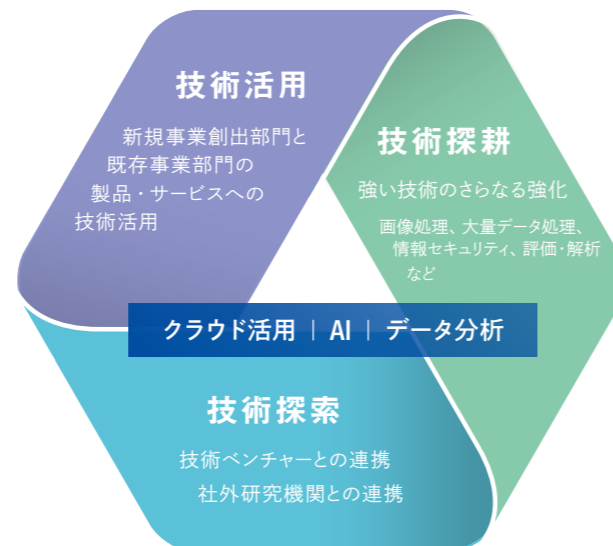 技術活用
新規事業創出部門と
既存事業部門の
製品・サービスへの
技術活用
技術探耕
強い技術のさらなる強化
画像処理、大量データ処理、
情報セキュリティ、評価・解析
など
クラウド活用 | AI | データ分析
技術探索
技術ベンチャーとの連携
社外研究機関との連携